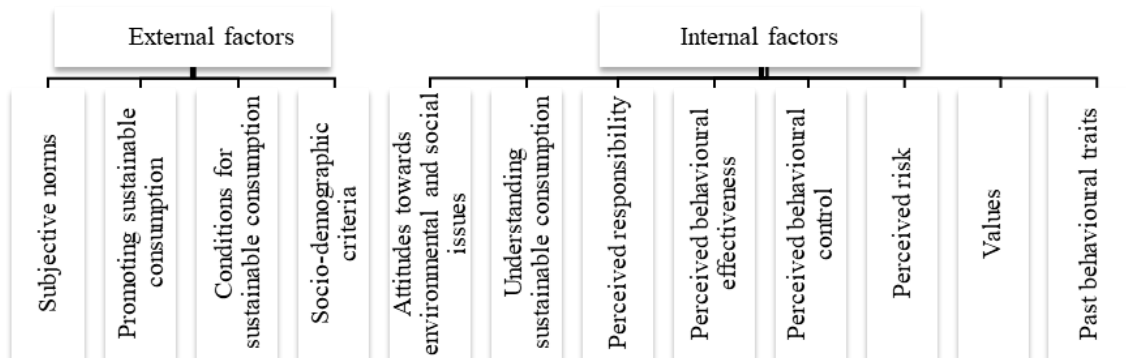 External factors
Internal factors
Subjective norms
Promoting sustainable
consumption
Conditions for
sustainable consumption
Socio-demographic
criteria
Attitudes towards
environmental and social
issues
Understanding
sustainable consumption
Perceived responsibility
Perceived behavioural
effectiveness
Perceived behavioural
control
Perceived risk
Values
Past behavioural traits